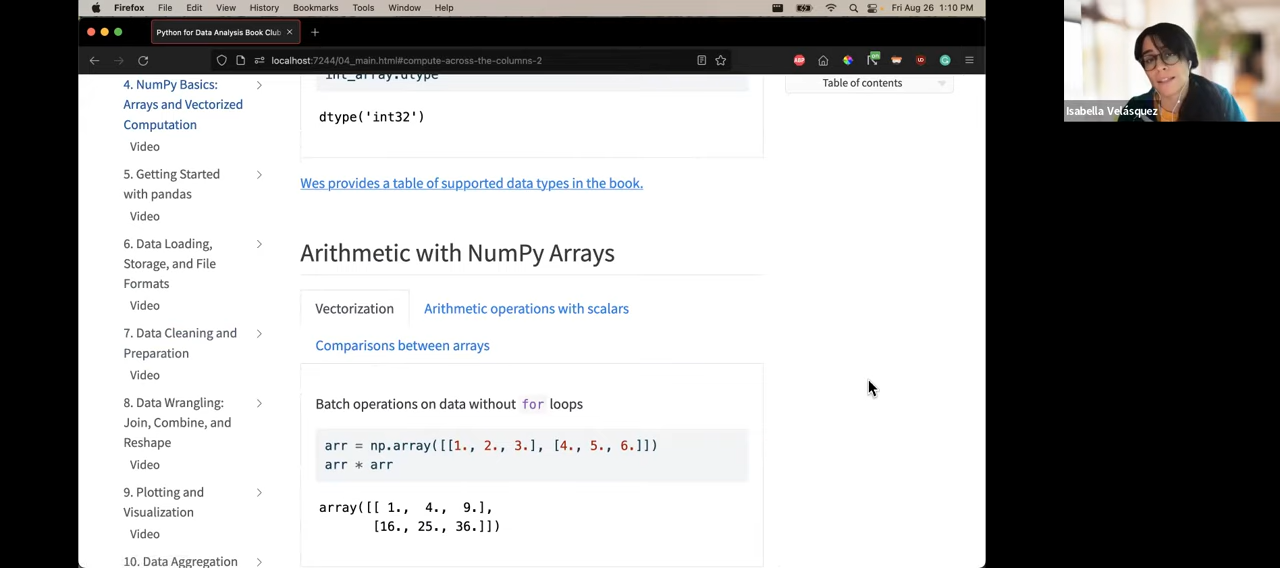 Firefox File Edit View History Bookmarks Tools Window Help Fri Aug 26 1:10 PM
Python for Data Analysis Book Club
localhost:7244/04_main.html#compute-across-the-columns-2
4. NumPy Basics:
Arrays and Vectorized
Computation
Video
5. Getting Started
with pandas
Video
6. Data Loading,
Storage, and File
Formats
Video
7. Data Cleaning and
Preparation
Video
8. Data Wrangling:
Join, Combine, and
Reshape
Video
9. Plotting and
Visualization
Video
10. Data Aggregation
int_array.dtype
dtype('int32')
Wes provides a table of supported data types in the book.
Arithmetic with NumPy Arrays
Vectorization Arithmetic operations with scalars
Comparisons between arrays
Batch operations on data without for loops
arr = np.array([[1., 2., 3.], [4., 5., 6.]])
arr * arr
array([[ 1., 4., 9.],
[16., 25., 36.]])
Table of contents
Isabella Velásquez